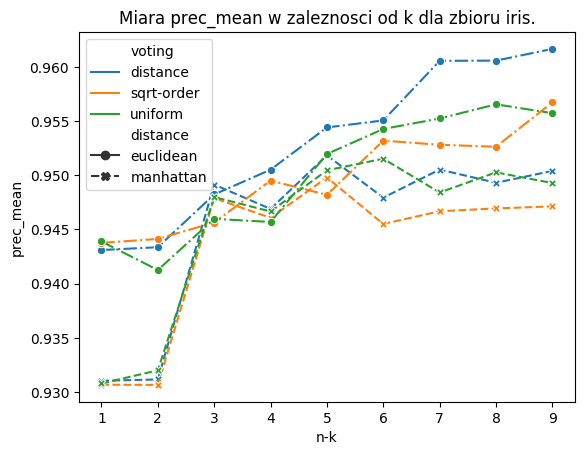 Miara prec_mean w zaleznosci od k dla zbioru iris.
voting
distance
sqrt-order
uniform
distance
euclidean
manhattan
prec_mean
0.960
0.955
0.950
0.945
0.940
0.935
0.930
1 2 3 4 5 6 7 8 9
n-k